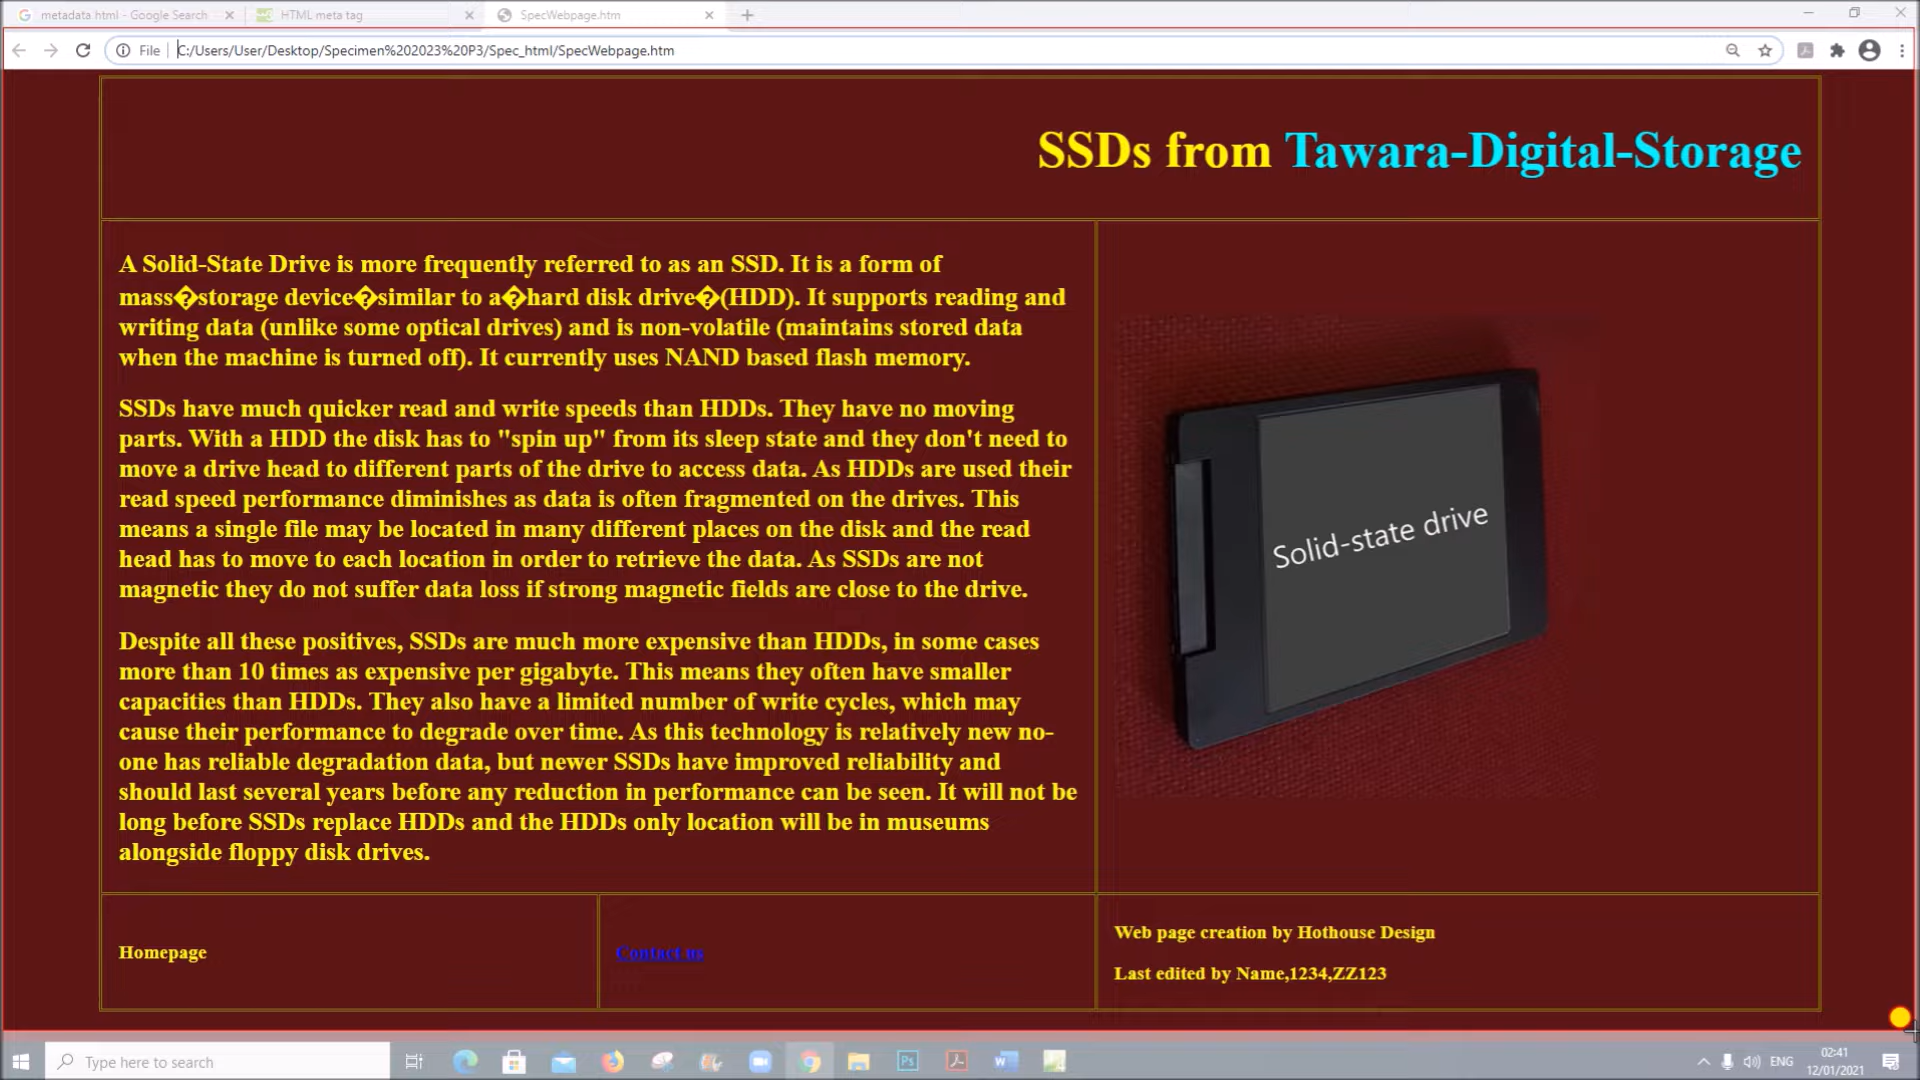 metadata html - Google Search
HTML meta tag
SpecWebpage.htm
File
C:/Users/User/Desktop/Specimen%202023%20P3/Spec_html/SpecWebpage.htm
SSDs from Tawara-Digital-Storage
A Solid-State Drive is more frequently referred to as an SSD. It is a form of
mass�storage device�similar to a�hard disk drive�(HDD). It supports reading and
writing data (unlike some optical drives) and is non-volatile (maintains stored data
when the machine is turned off). It currently uses NAND based flash memory.
SSDs have much quicker read and write speeds than HDDs. They have no moving
parts. With a HDD the disk has to "spin up" from its sleep state and they don't need to
move a drive head to different parts of the drive to access data. As HDDs are used their
read speed performance diminishes as data is often fragmented on the drives. This
means a single file may be located in many different places on the disk and the read
head has to move to each location in order to retrieve the data. As SSDs are not
magnetic they do not suffer data loss if strong magnetic fields are close to the drive.
Despite all these positives, SSDs are much more expensive than HDDs, in some cases
more than 10 times as expensive per gigabyte. This means they often have smaller
capacities than HDDs. They also have a limited number of write cycles, which may
cause their performance to degrade over time. As this technology is relatively new no-
one has reliable degradation data, but newer SSDs have improved reliability and
should last several years before any reduction in performance can be seen. It will not be
long before SSDs replace HDDs and the HDDs only location will be in museums
alongside floppy disk drives.
Solid-state drive
Homepage
Contact us
Web page creation by Hothouse Design
Last edited by Name,1234,ZZ123
Type here to search
Ps
W
ENG
02:41
12/01/2021